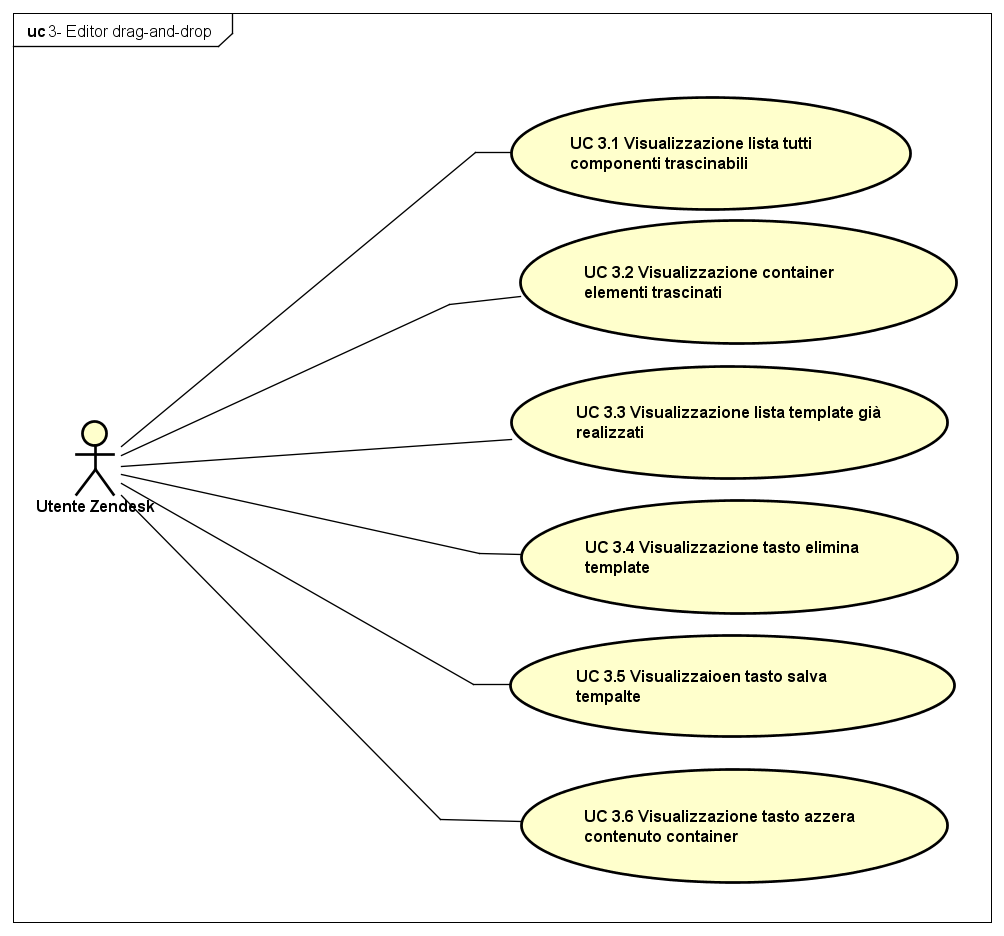 uc 3- Editor drag-and-drop
UC 3.1 Visualizzazione lista tutti
componenti trascinabili
UC 3.2 Visualizzazione container
elementi trascinati
UC 3.3 Visualizzazione lista template già
realizzati
Utente Zendesk
UC 3.4 Visualizzazione tasto elimina
template
UC 3.5 Visualizzaioen tasto salva
tempalte
UC 3.6 Visualizzazione tasto azzera
contenuto container